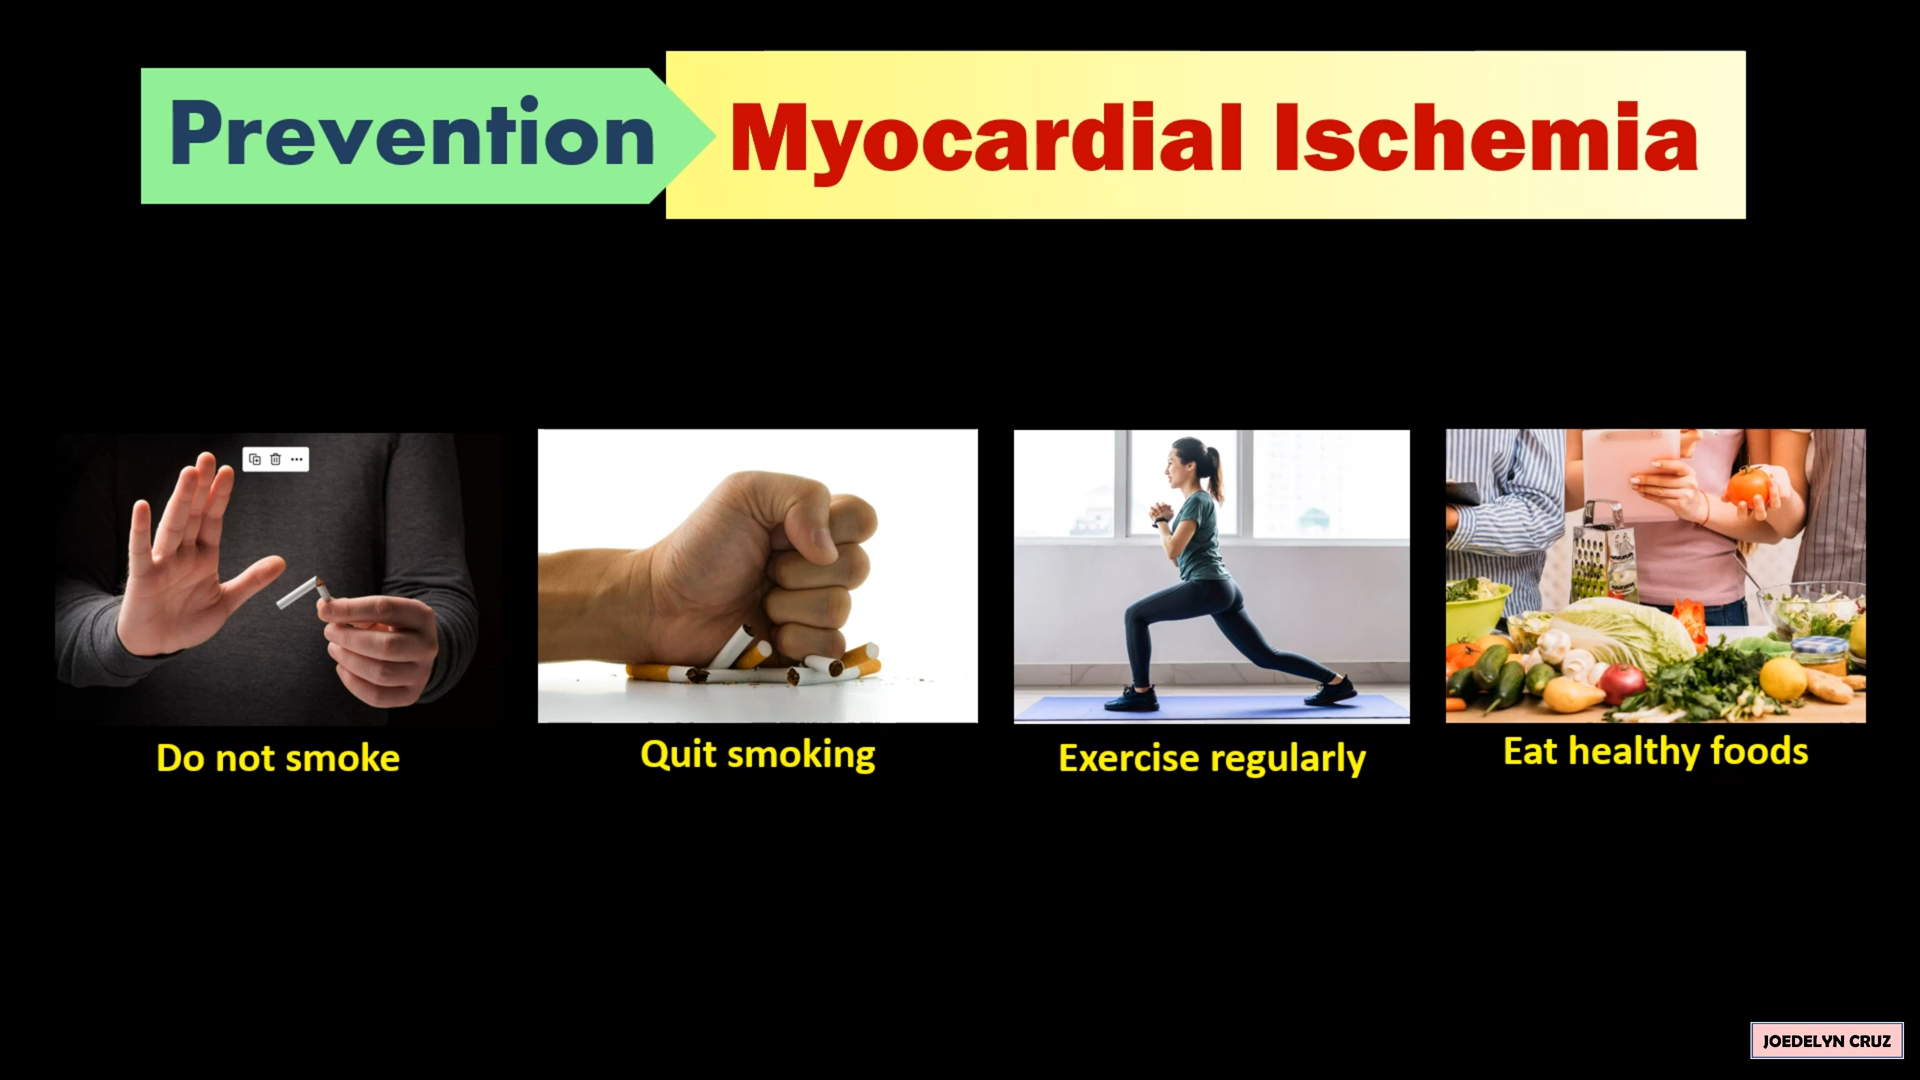 Prevention
Myocardial Ischemia
Do not smoke
Quit smoking
Exercise regularly
Eat healthy foods
JOEDELYN CRUZ